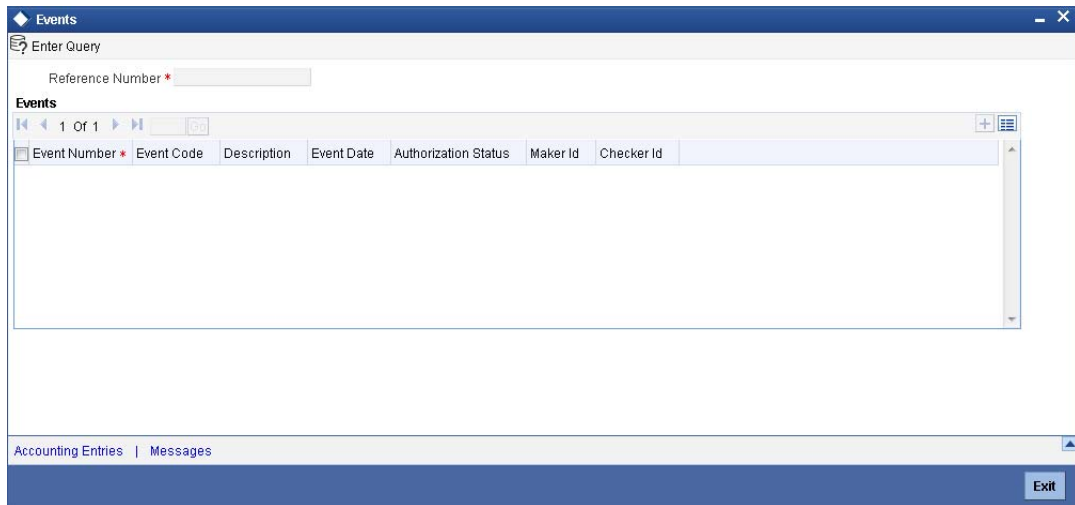 Events
Enter Query
Reference Number *
Events
1 Of 1 Go
Event Number * Event Code Description Event Date Authorization Status Maker Id Checker Id
Accounting Entries | Messages
Exit